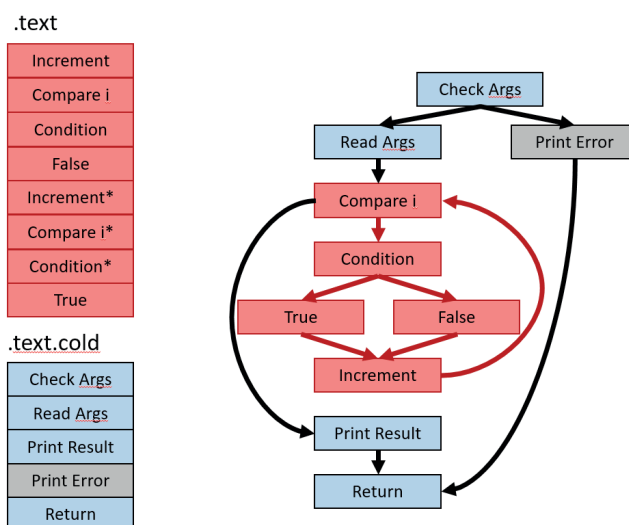 .text
Increment
Compare i
Condition
False
Increment*
Compare i*
Condition*
True
.text.cold
Check Args
Read Args
Print Result
Print Error
Return
Check Args
Read Args
Print Error
Compare i
Condition
True
False
Increment
Print Result
Return